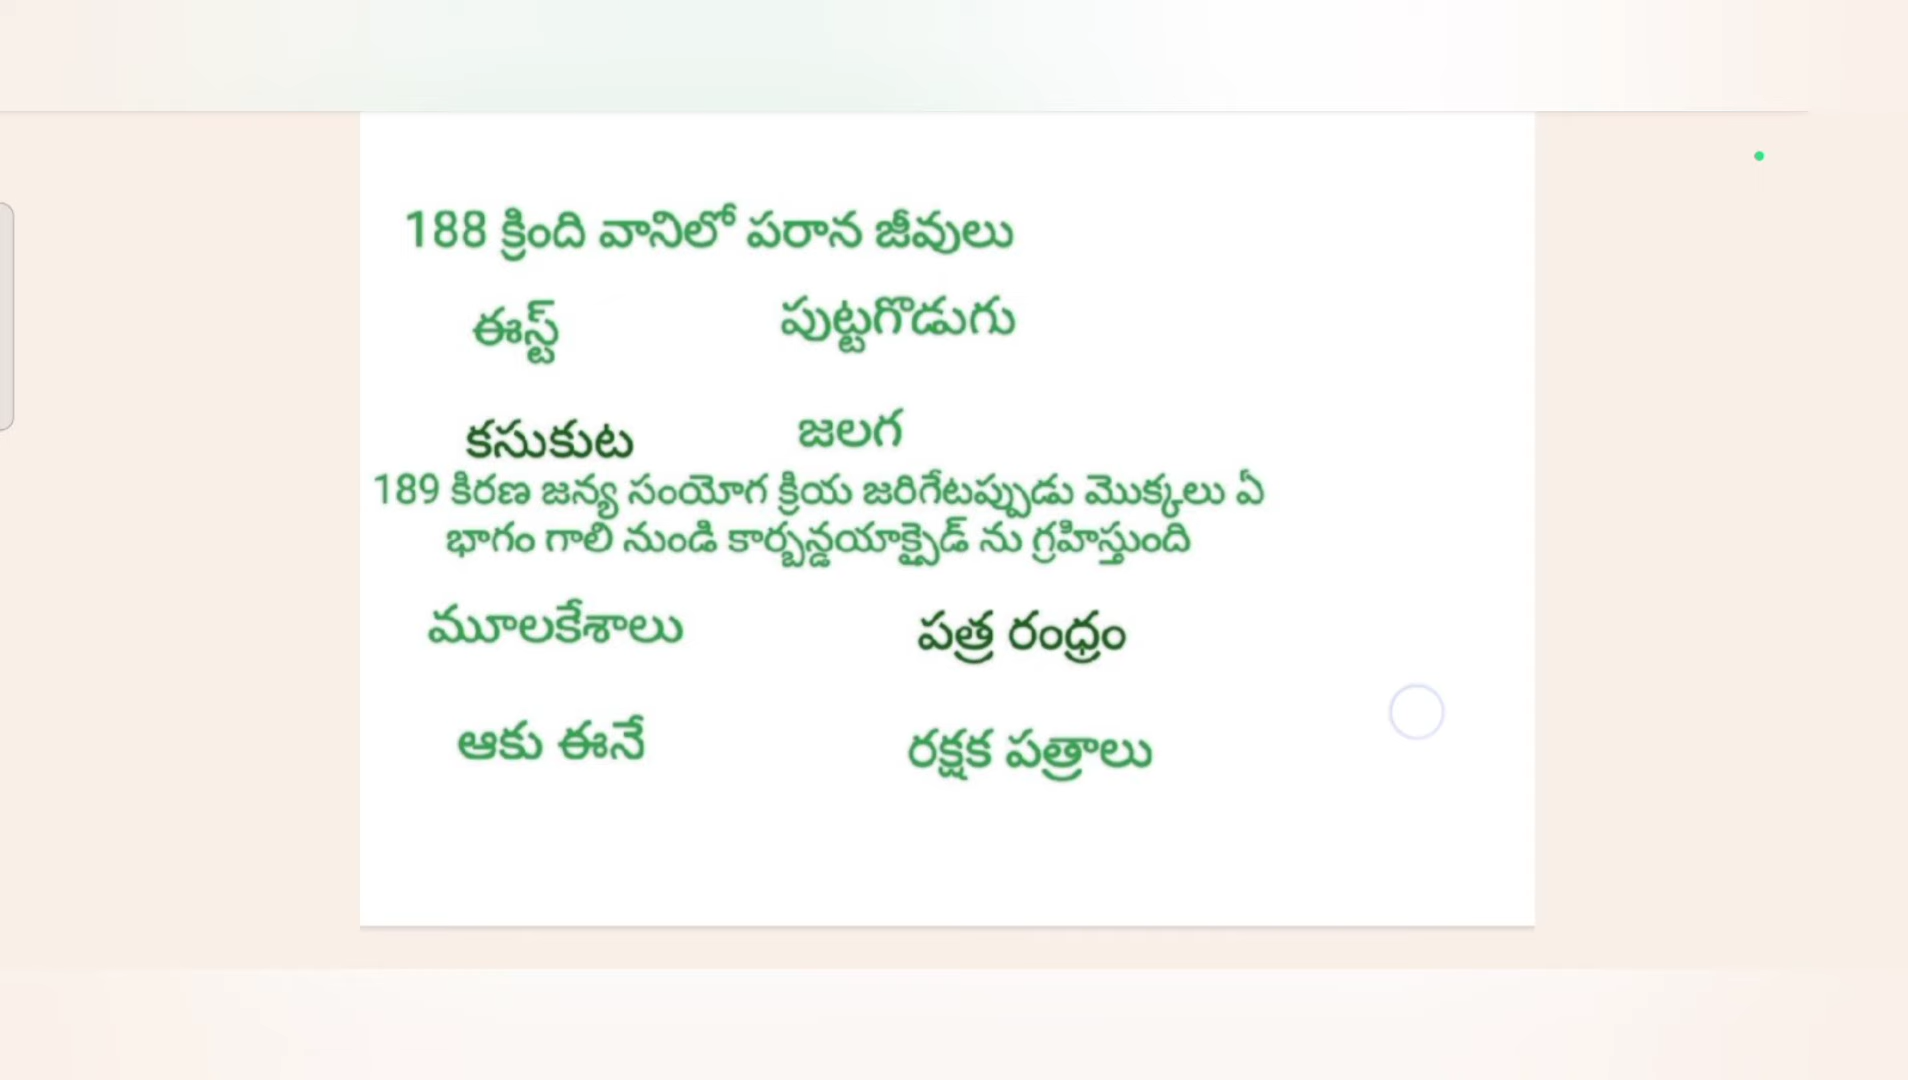 188 క్రింది వానిలో పరాన జీవులు
ఈస్ట్ పుట్టగొడుగు
కసుకుట జలగ
189 కిరణ జన్య సంయోగ క్రియ జరిగేటప్పుడు మొక్కలు ఏ
భాగం గాలి నుండి కార్బన్డయాక్సైడ్ ను గ్రహిస్తుంది
మూలకేశాలు పత్ర రంధ్రం
ఆకు ఈనే రక్షక పత్రాలు